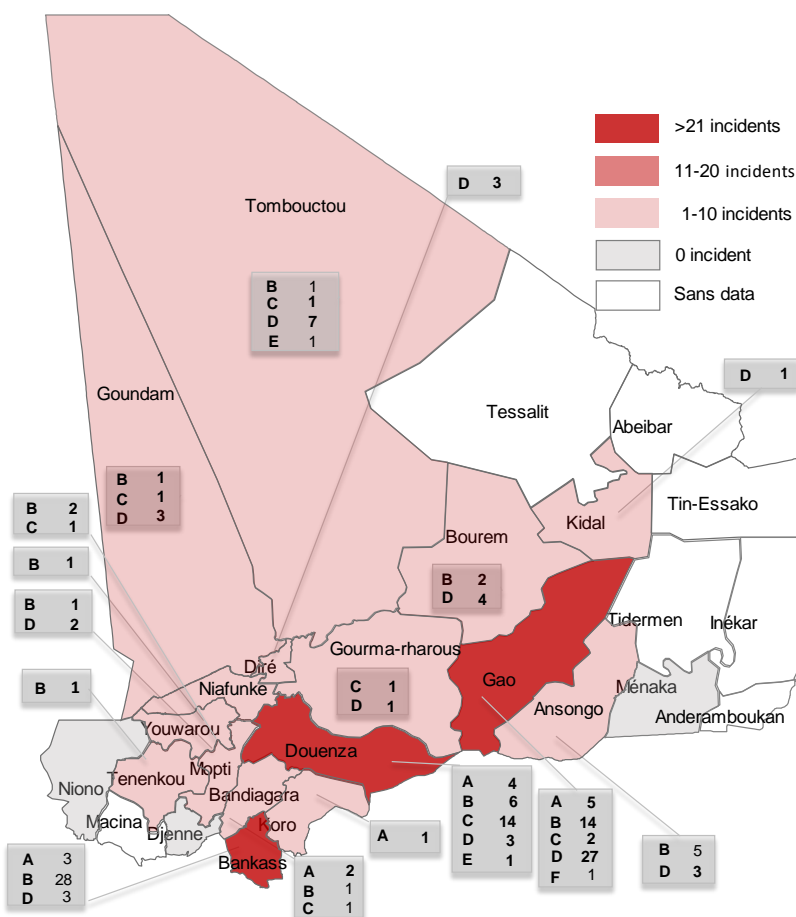 >21 incidents
11-20 incidents
1-10 incidents
0 incident
Sans data
D 3
Tombouctou
B 1
C 1
D 7
E 1
D 1
Goundam
Tessalit
Abeibar
B 1
C 1
D 3
B 2
C 1
Kidal
Tin-Essako
Bourem
B 1
B 2
D 4
B 1
D 2
Tidermen
Inékar
Gourma-rharous
Diré
Gao
Niafunke
C 1
D 1
Ménaka
B 1
Ansongo
Anderamboukan
Youwarou
Douenza
Mopti
Tenenkou
Niono
Bandiagara
A 4
B 6
C 14
D 3
E 1
A 5
B 14
C 2
D 27
F 1
Macina
Djenne
Koro
A 1
B 5
D 3
Bankass
A 3
B 28
D 3
A 2
B 1
C 1